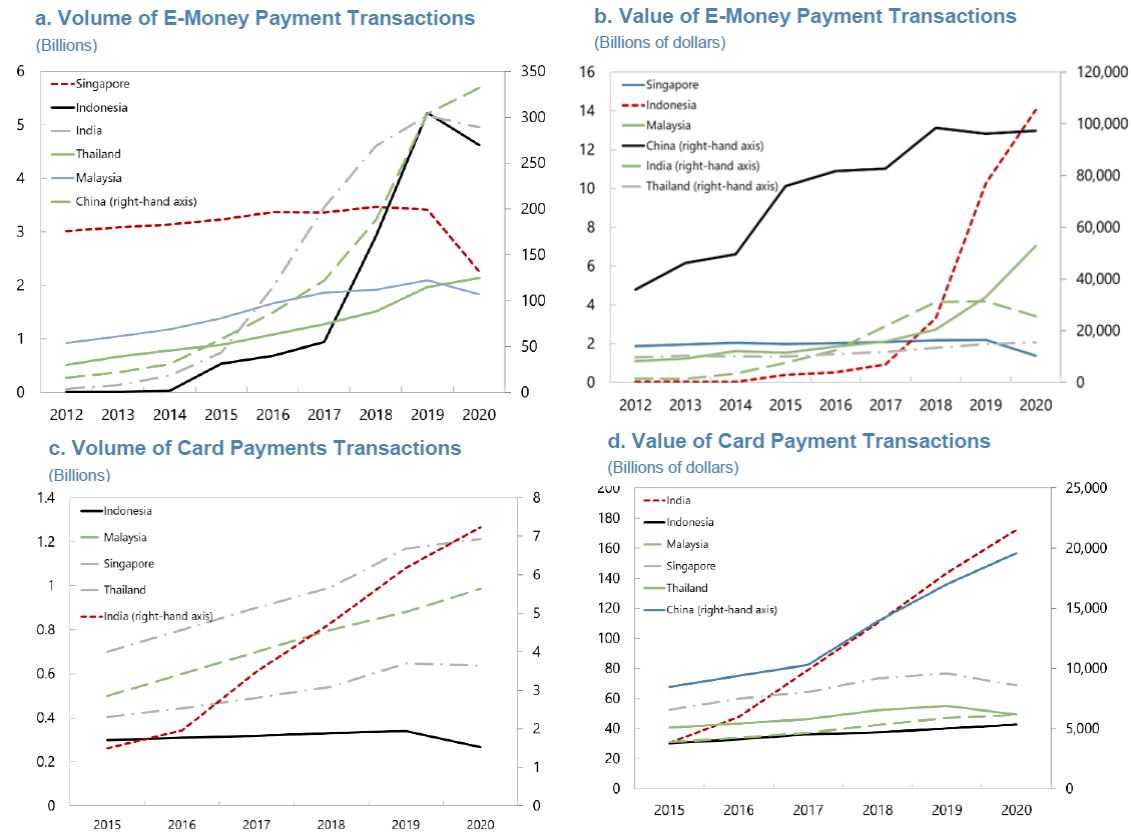 a. Volume of E-Money Payment Transactions
(Billions)
6
5
4
3
2
1
0
350
300
250
200
150
100
50
0
Singapore
Indonesia
India
Thailand
Malaysia
China (right-hand axis)
2012 2013 2014 2015 2016 2017 2018 2019 2020
b. Value of E-Money Payment Transactions
(Billions of dollars)
16
14
12
10
8
6
4
2
0
120,000
100,000
80,000
60,000
40,000
20,000
0
Singapore
Indonesia
Malaysia
China (right-hand axis)
India (right-hand axis)
Thailand (right-hand axis)
2012 2013 2014 2015 2016 2017 2018 2019 2020
c. Volume of Card Payments Transactions
(Billions)
1.4
1.2
1
0.8
0.6
0.4
0.2
0
8
7
6
5
4
3
2
1
0
Indonesia
Malaysia
Singapore
Thailand
India (right-hand axis)
2015 2016 2017 2018 2019 2020
d. Value of Card Payment Transactions
(Billions of dollars)
200
180
160
140
120
100
80
60
40
20
0
25,000
20,000
15,000
10,000
5,000
0
India
Indonesia
Malaysia
Singapore
Thailand
China (right-hand axis)
2015 2016 2017 2018 2019 2020